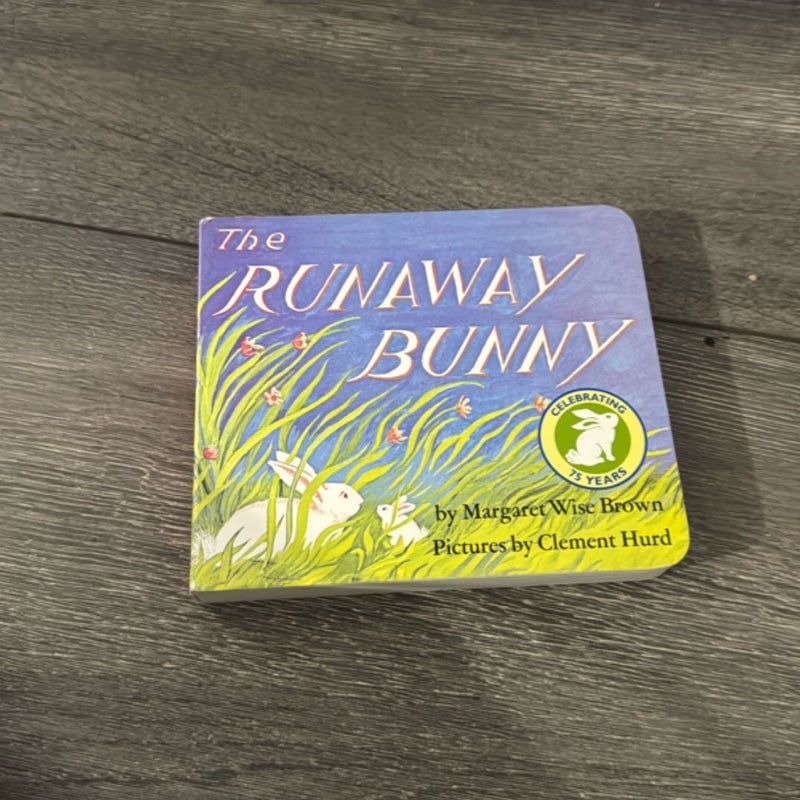 The
RUNAWAY
BUNNY
CELEBRATING
75 YEARS
by Margaret Wise Brown
Pictures by Clement Hurd